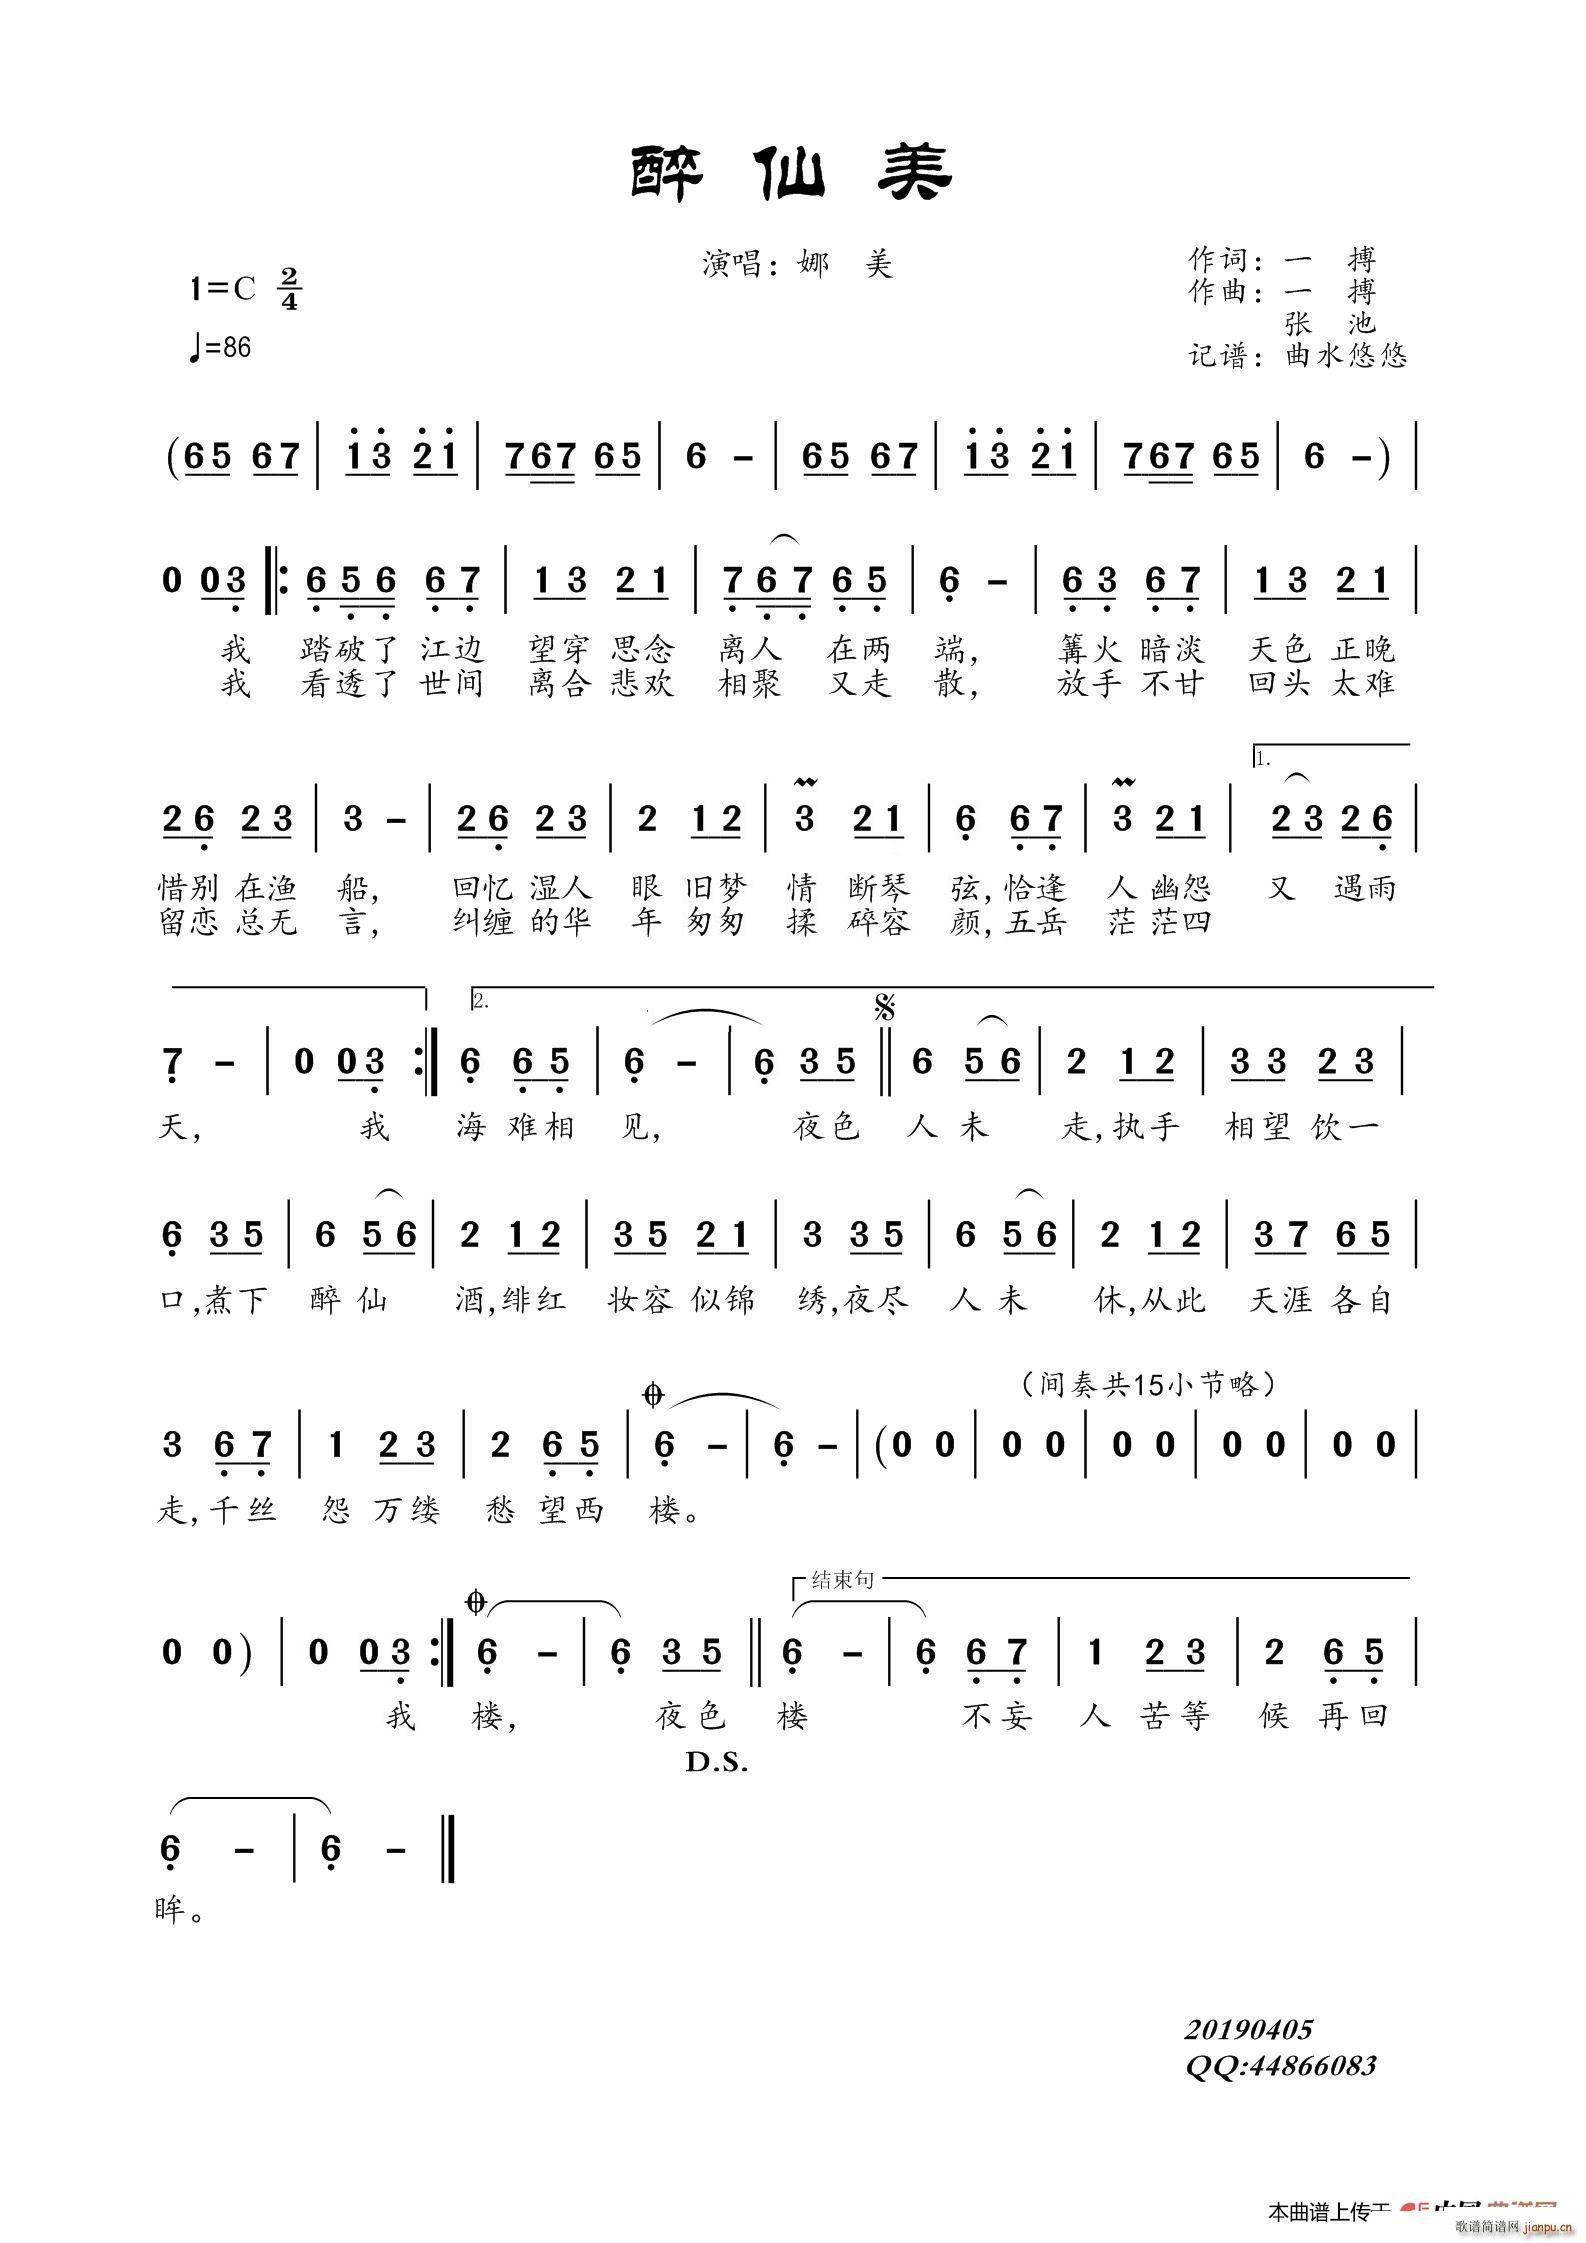 醉 仙 美
演唱：娜 美
作词：一 搏
1=C 2/4
作曲：一 搏
张 池
♩=86
记谱：曲水悠悠
(65 67 | 13 21 | 767 65 | 6 - | 65 67 | 13 21 | 767 65 | 6 -) |
0 03 ‖: 656 67 | 13 21 | 767 65 | 6 - | 63 67 | 13 21 |
我 踏破了 江边 望穿 思念 离人 在两 端, 篝火 暗淡 天色 正晚
我 看透了 世间 离合 悲欢 相聚 又走 散, 放手 不甘 回头 太难
1.
26 23 | 3 - | 26 23 | 2 12 | 3 21 | 6 67 | 3 21 | 23 26 |
惜别 在渔 船, 回忆 湿人 眼 旧梦 情 断琴 弦,恰逢 人 幽怨 又 遇雨
留恋 总无 言, 纠缠 的华 年 匆匆 揉 碎容 颜,五岳 茫 茫四
2.
7 - | 0 03 :‖ 6 65 | 6 - | 6 35 ‖ 6 56 | 2 12 | 33 23 |
天, 我 海 难相 见, 夜色 人 未 走,执手 相望 饮一
6 35 | 6 56 | 2 12 | 35 21 | 3 35 | 6 56 | 2 12 | 37 65 |
口,煮下 醉 仙 酒,绯红 妆容 似锦 绣,夜尽 人 未 休,从此 天涯 各自
（间奏共15小节略）
3 67 | 1 23 | 2 65 | 6 - | 6 - | (0 0 | 0 0 | 0 0 | 0 0 | 0 0 |
走,千丝 怨 万缕 愁 望西 楼。
结束句
0 0) | 0 03 :‖ 6 - | 6 35 ‖ 6 - | 6 67 | 1 23 | 2 65 |
我 楼, 夜色 楼 不妄 人 苦等 候 再回
D.S.
6 - | 6 - ‖
眸。
20190405
QQ:44866083
本曲谱上传于
歌谱简谱网 jianpu.cn